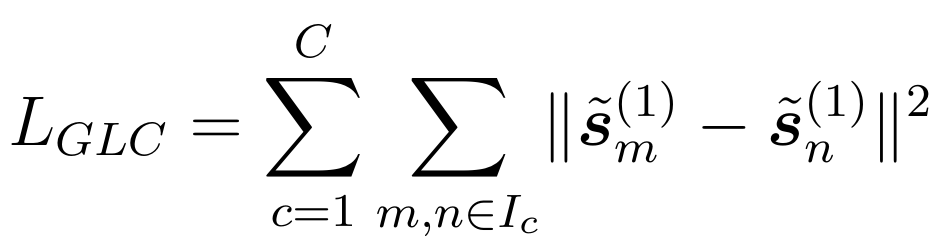 $L_{GLC} = \sum_{c=1}^{C} \sum_{m,n \in I_c} \| \tilde{\boldsymbol{s}}_m^{(1)} - \tilde{\boldsymbol{s}}_n^{(1)} \|^2$